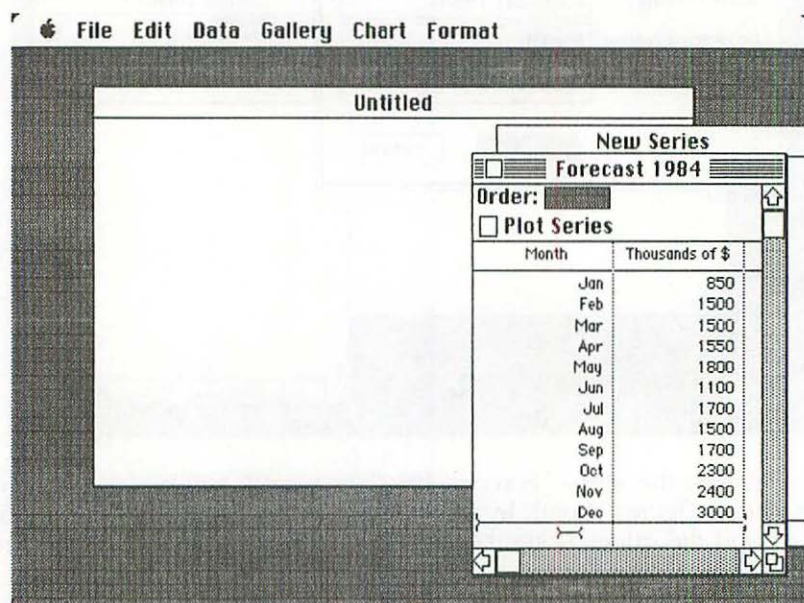 File Edit Data Gallery Chart Format
Untitled
New Series
Forecast 1984
Order:
Plot Series
Month Thousands of $
Jan 850
Feb 1500
Mar 1500
Apr 1550
May 1800
Jun 1100
Jul 1700
Aug 1500
Sep 1700
Oct 2300
Nov 2400
Dec 3000